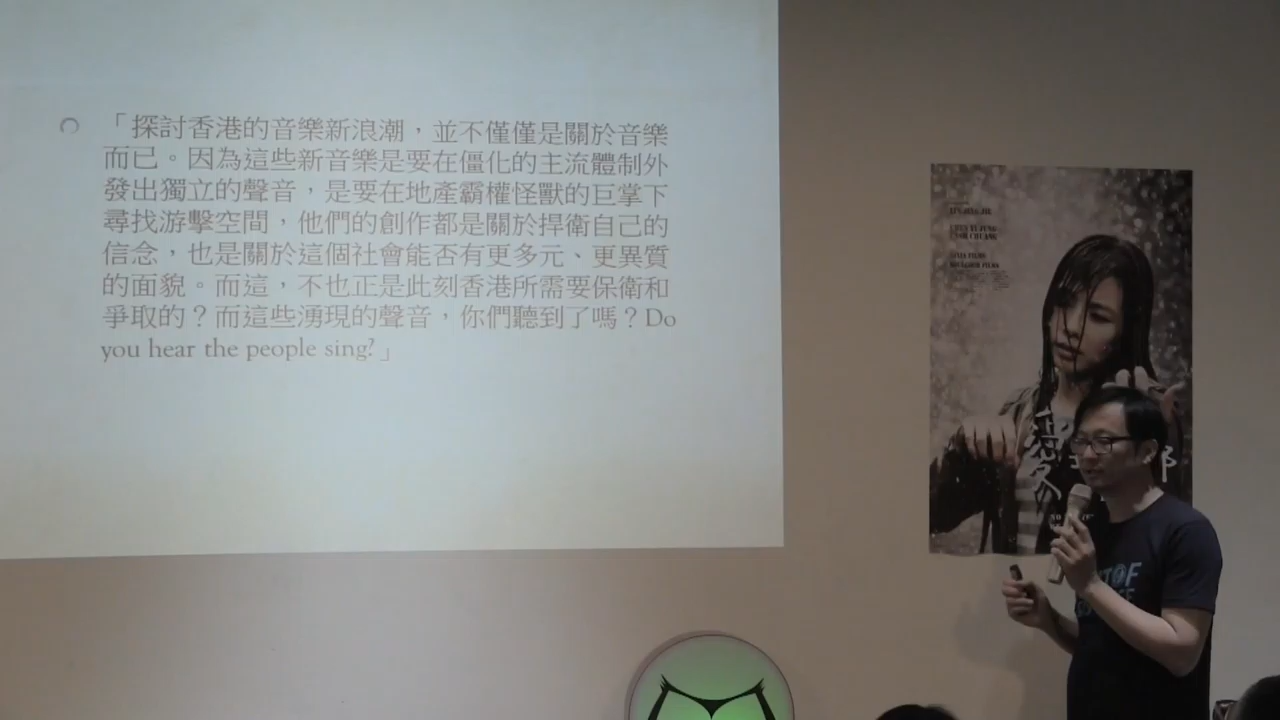 「探討香港的音樂新浪潮，並不僅僅是關於音樂
而已。因為這些新音樂是要在僵化的主流體制外
發出獨立的聲音，是要在地產霸權怪獸的巨掌下
尋找游擊空間，他們的創作都是關於捍衛自己的
信念，也是關於這個社會能否有更多元、更異質
的面貌。而這，不也正是此刻香港所需要保衛和
爭取的？而這些湧現的聲音，你們聽到了嗎？Do
you hear the people sing?」
愛